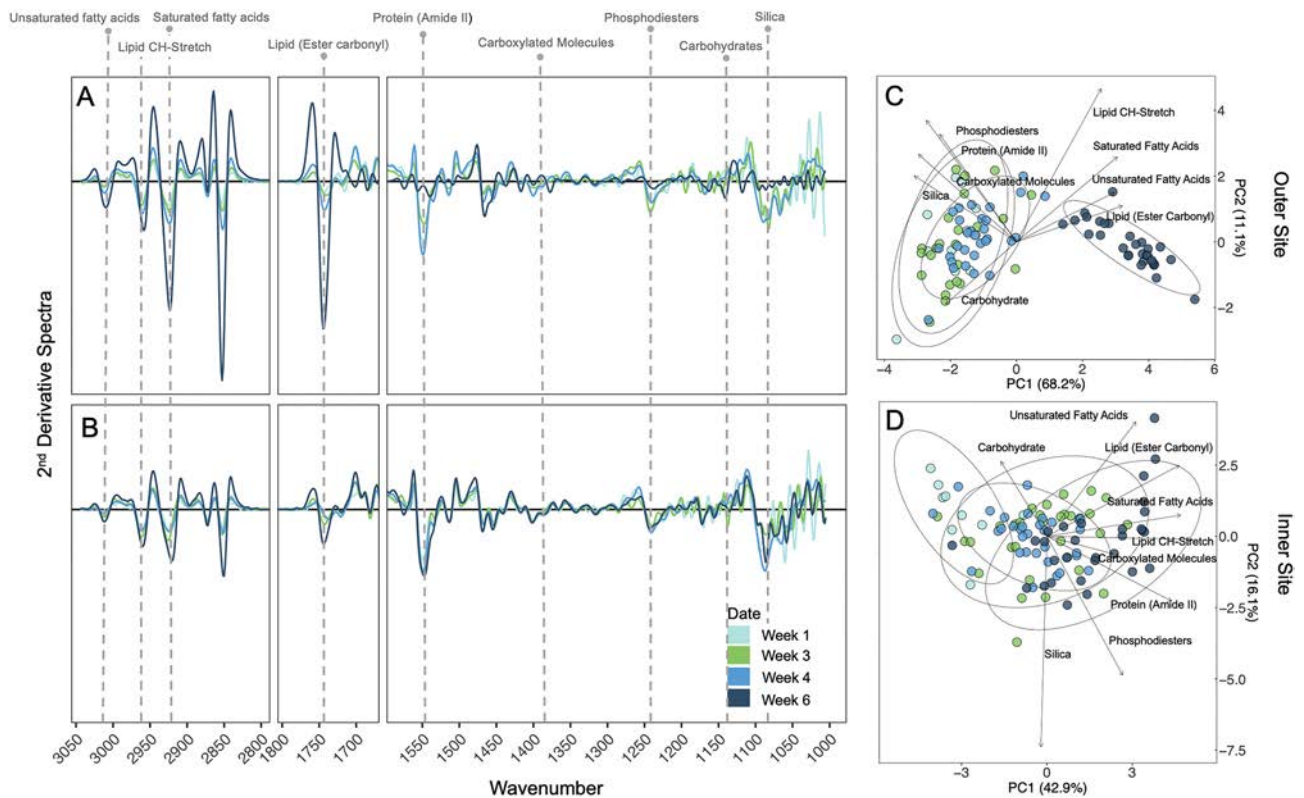 Unsaturated fatty acids
Saturated fatty acids
Protein (Amide II)
Phosphodiesters
Silica
Lipid CH-Stretch
Lipid (Ester carbonyl)
Carboxylated Molecules
Carbohydrates
A
B
2nd Derivative Spectra
Date
Week 1
Week 3
Week 4
Week 6
3050 3000 2950 2900 2850 2800 1800 1750 1700 1550 1500 1450 1400 1350 1300 1250 1200 1150 1100 1050 1000
Wavenumber
C
Lipid CH-Stretch
Phosphodiesters
Protein (Amide II)
Saturated Fatty Acids
Carboxylated Molecules
Unsaturated Fatty Acids
Silica
Lipid (Ester Carbonyl)
Carbohydrate
4
2
0
−2
PC2 (11.1%)
Outer Site
−4 −2 0 2 4 6
PC1 (68.2%)
D
Unsaturated Fatty Acids
Carbohydrate
Lipid (Ester Carbonyl)
Saturated Fatty Acids
Lipid CH-Stretch
Carboxylated Molecules
Protein (Amide II)
Phosphodiesters
Silica
2.5
0.0
−2.5
−5.0
−7.5
PC2 (16.1%)
Inner Site
−3 0 3
PC1 (42.9%)